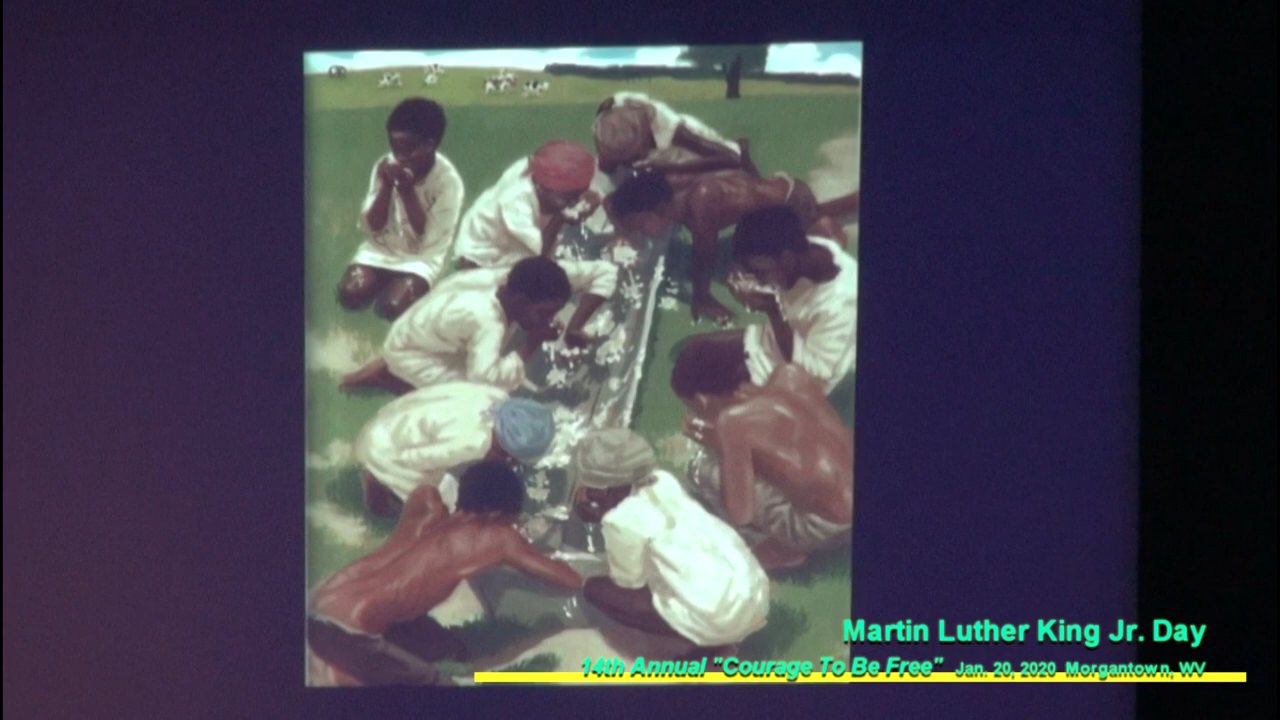 Martin Luther King Jr. Day
14th Annual "Courage To Be Free" Jan. 20, 2020 Morgantown, WV